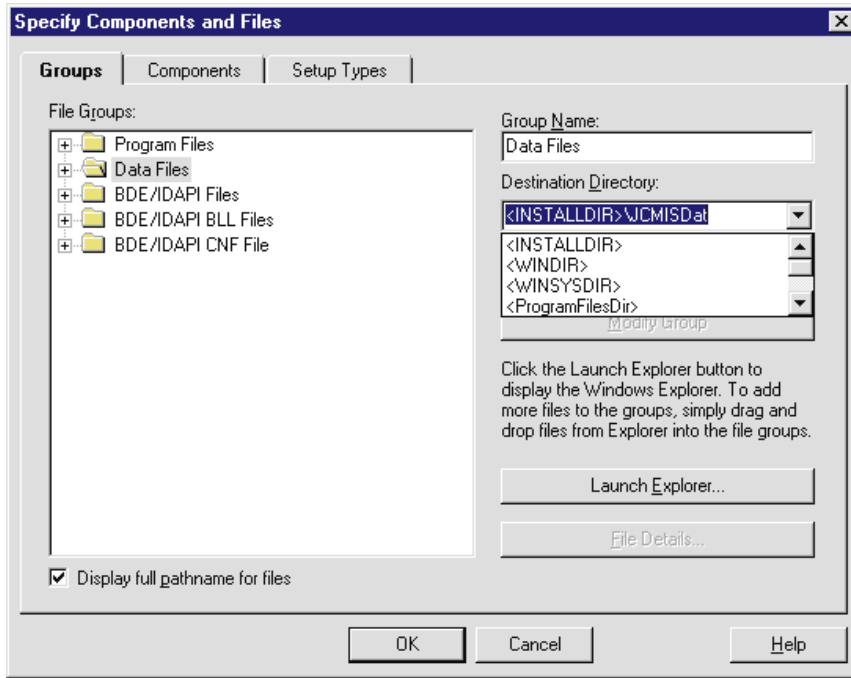 Specify Components and Files
Groups
Components
Setup Types
File Groups:
Program Files
Data Files
BDE/IDAPI Files
BDE/IDAPI BLL Files
BDE/IDAPI CNF File
Display full pathname for files
Group Name:
Data Files
Destination Directory:
<INSTALLDIR>\JCMISDat
<INSTALLDIR>
<WINDIR>
<WINSYSDIR>
<ProgramFilesDir>
Modify Group
Click the Launch Explorer button to
display the Windows Explorer. To add
more files to the groups, simply drag and
drop files from Explorer into the file groups.
Launch Explorer...
File Details...
OK
Cancel
Help